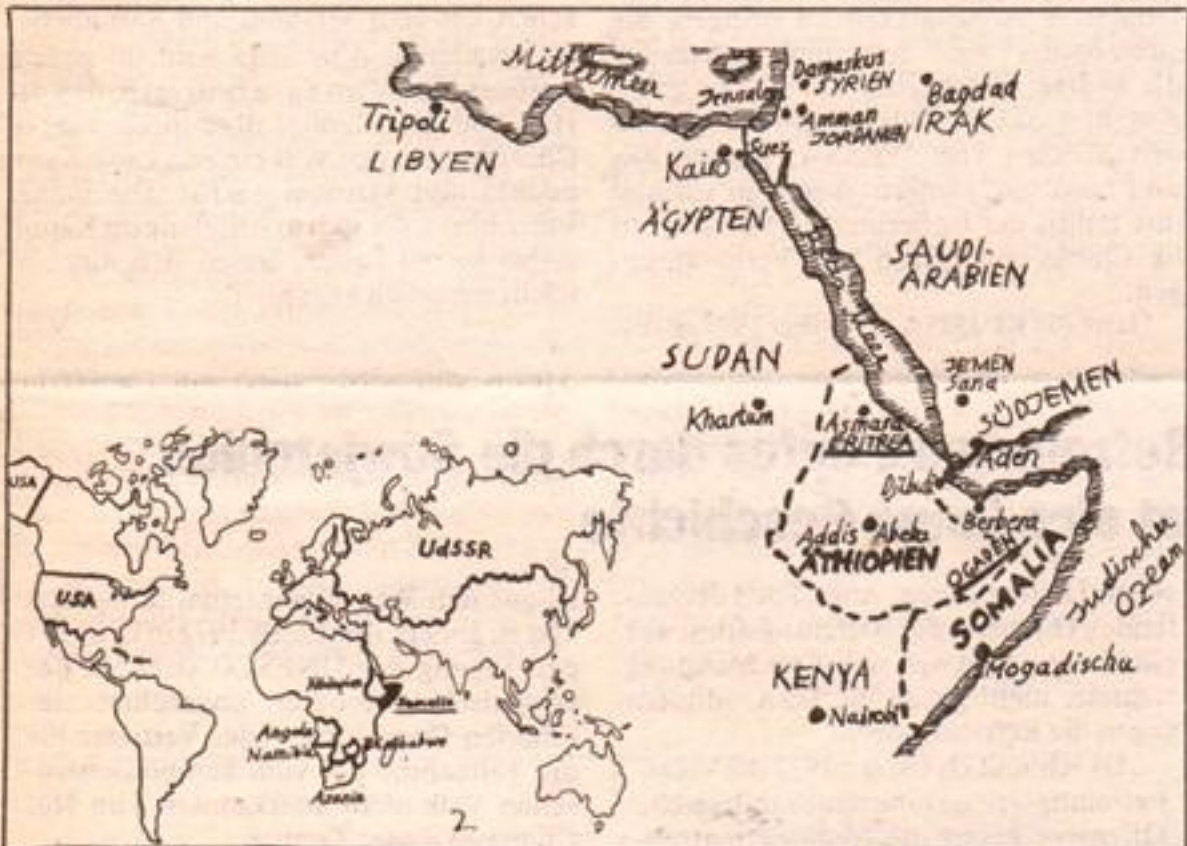 Mittelmeer
Tripoli
LIBYEN
Jerusalem
Damaskus
SYRIEN
Amman
JORDANIEN
Bagdad
IRAK
Kairo
Suez
ÄGYPTEN
SAUDI-
ARABIEN
SUDAN
Khartum
Asmara
ERITREA
JEMEN
Sana
SÜDJEMEN
Aden
Berbera
Addis Abeba
ÄTHIOPIEN
OGADEN
SOMALIA
Indischer
Ozean
Mogadischu
KENYA
Nairobi
USA
USA
UdSSR
Somalia
Angola
Namibia
Azania
2